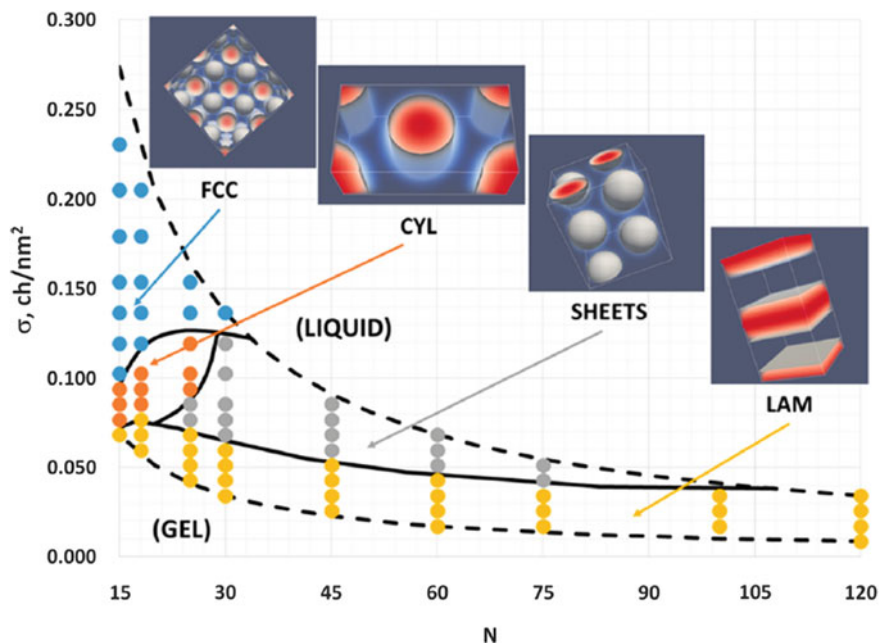 0.300
0.250
0.200
0.150
0.100
0.050
0.000
σ, ch/nm²
FCC
CYL
(LIQUID)
SHEETS
LAM
(GEL)
15 30 45 60 75 90 105 120
N